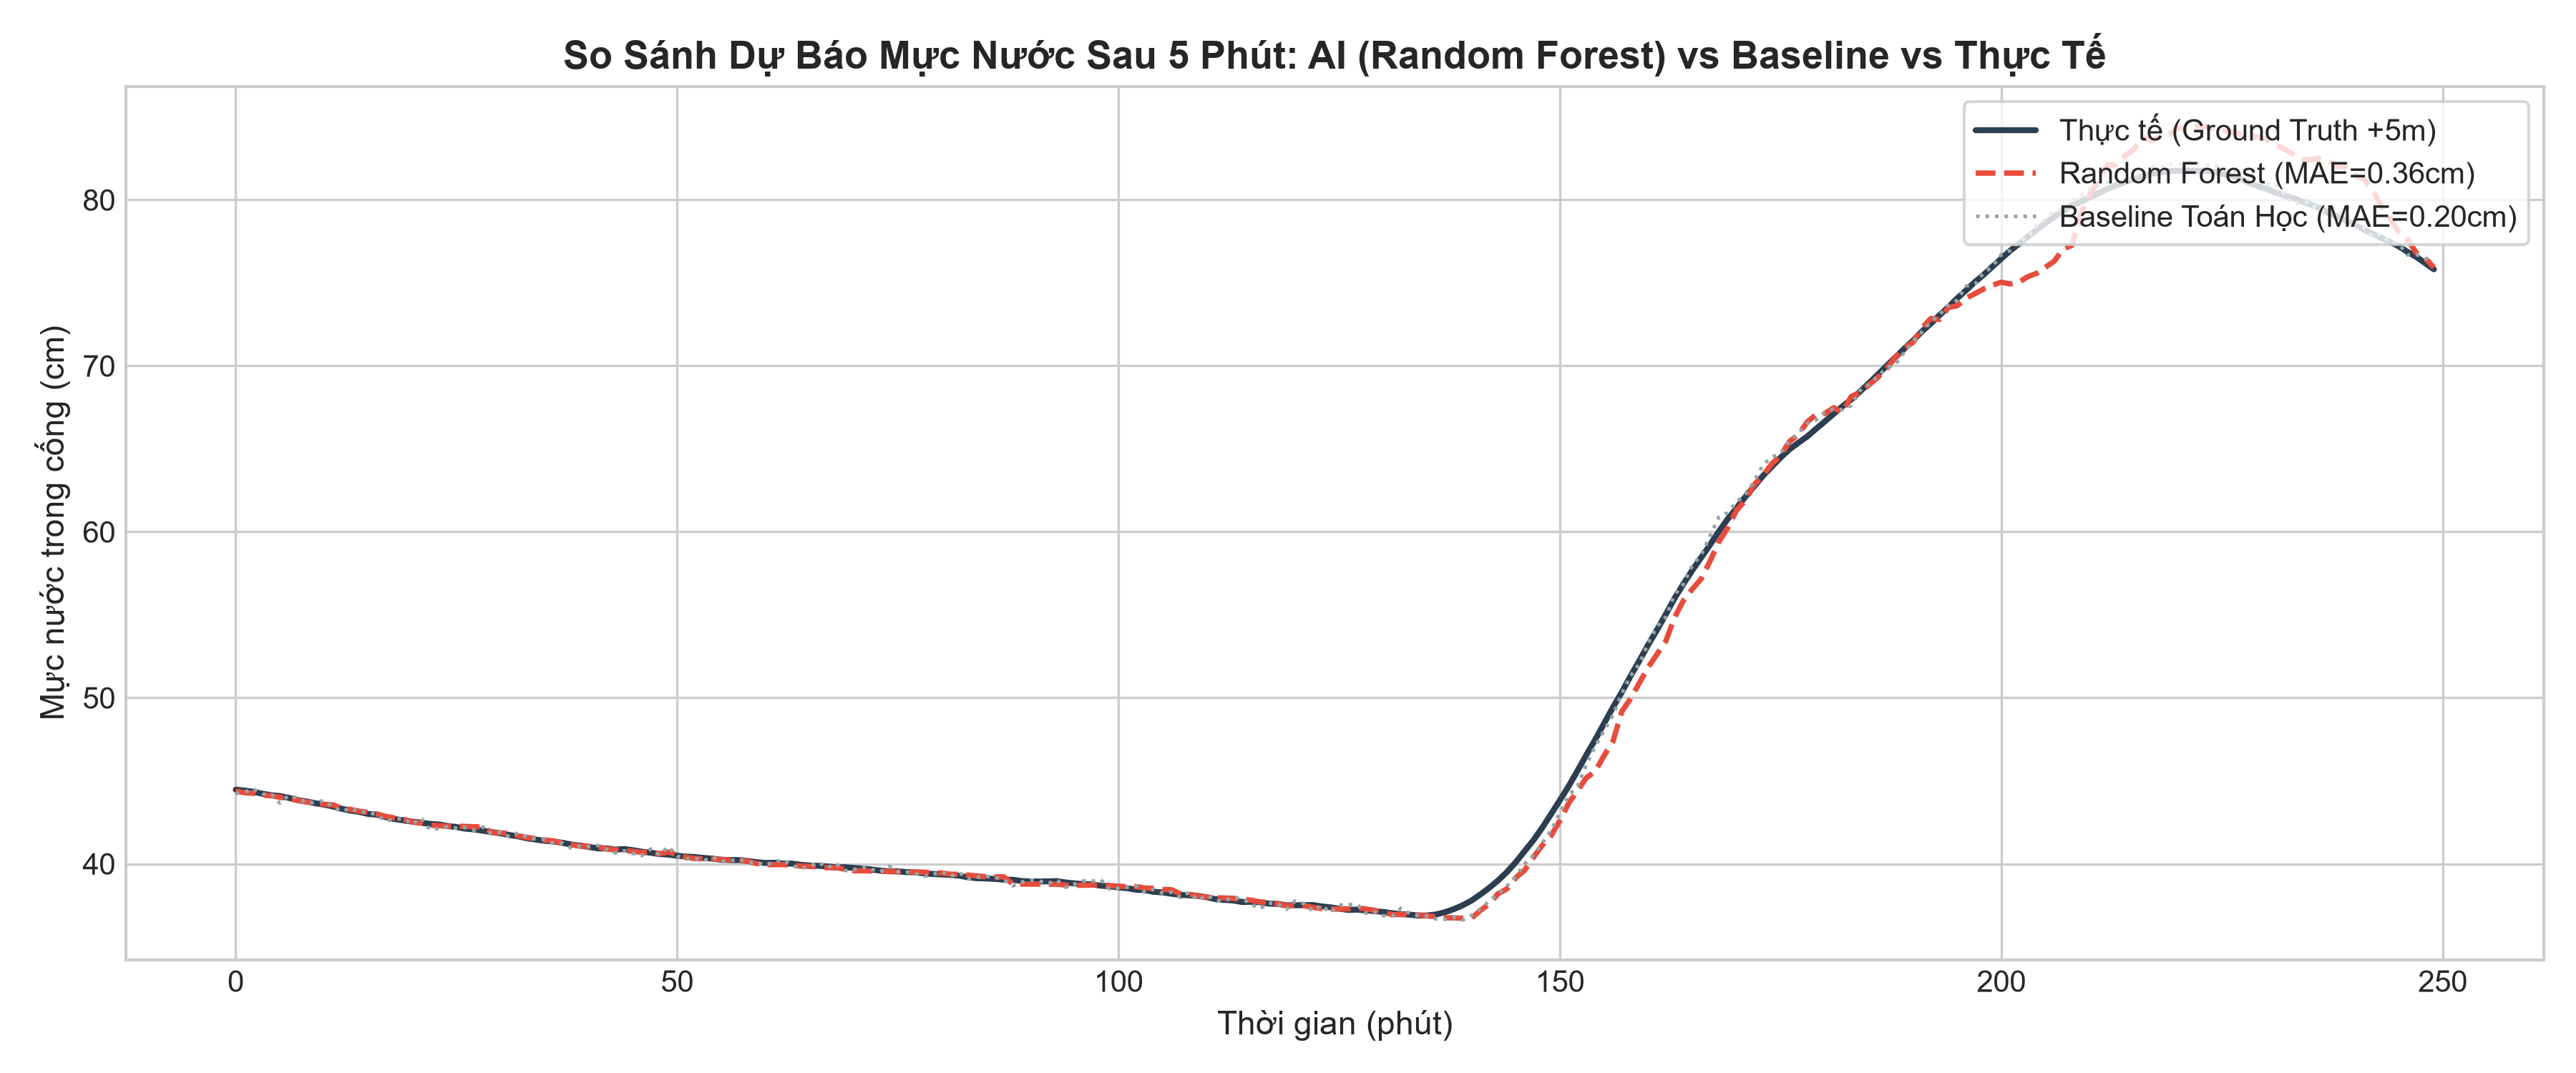 So Sánh Dự Báo Mực Nước Sau 5 Phút: AI (Random Forest) vs Baseline vs Thực Tế
Thực tế (Ground Truth +5m)
Random Forest (MAE=0.36cm)
Baseline Toán Học (MAE=0.20cm)
Mực nước trong cống (cm)
80
70
60
50
40
0
50
100
150
200
250
Thời gian (phút)